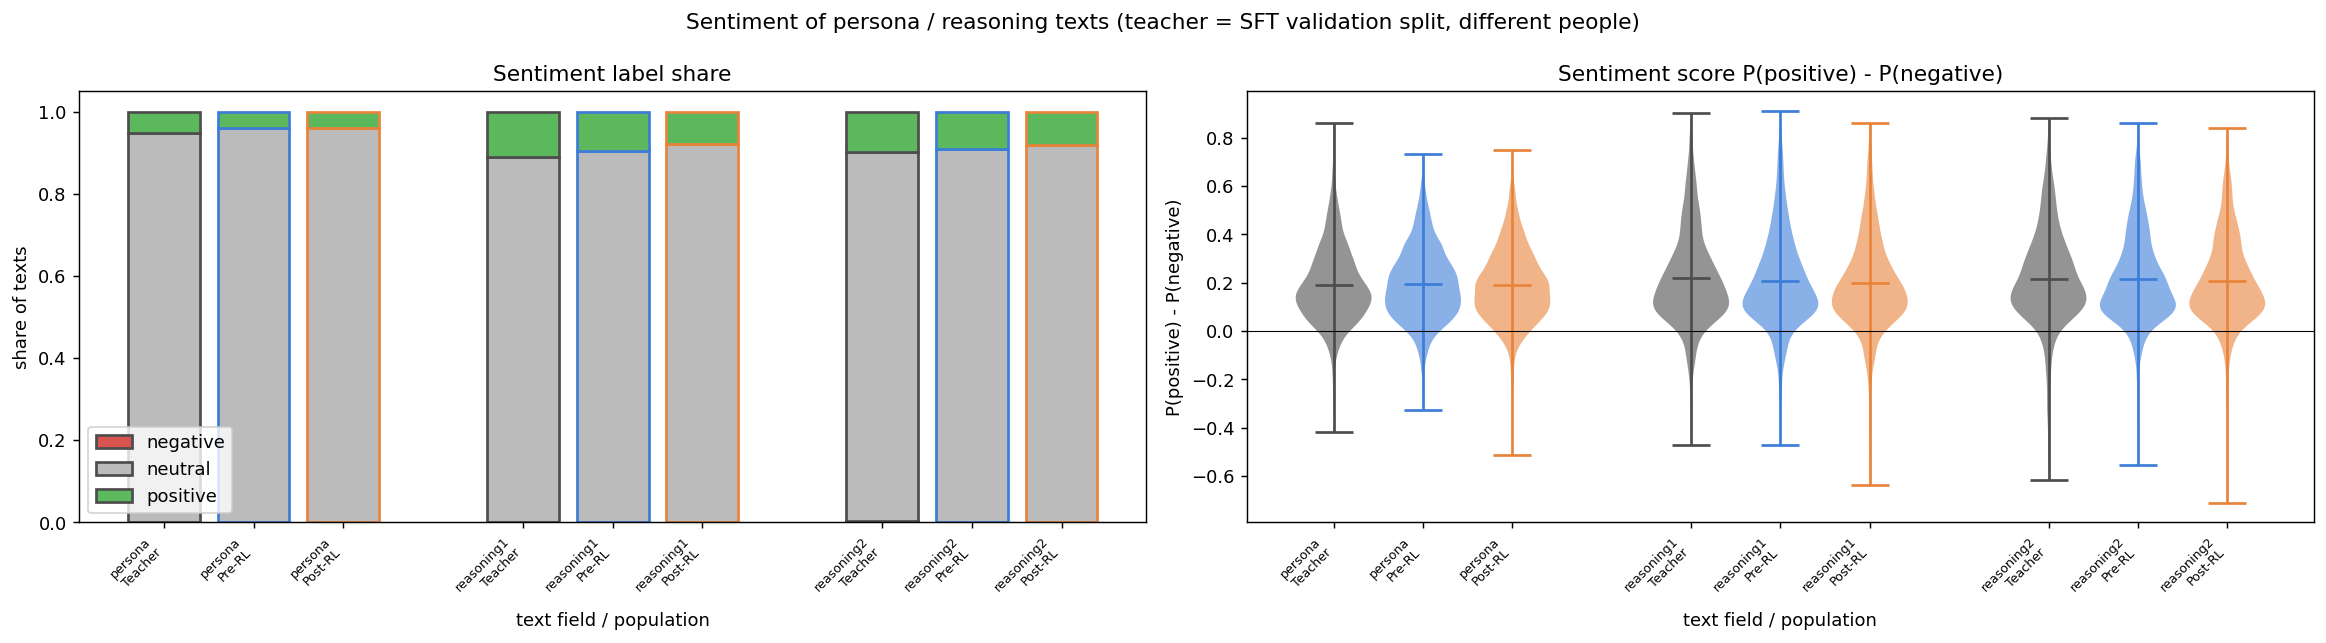 Sentiment of persona / reasoning texts (teacher = SFT validation split, different people)
Sentiment label share
share of texts
1.0
0.8
0.6
0.4
0.2
0.0
negative
neutral
positive
persona
Teacher
persona
Pre-RL
persona
Post-RL
reasoning1
Teacher
reasoning1
Pre-RL
reasoning1
Post-RL
reasoning2
Teacher
reasoning2
Pre-RL
reasoning2
Post-RL
text field / population
Sentiment score P(positive) - P(negative)
P(positive) - P(negative)
0.8
0.6
0.4
0.2
0.0
−0.2
−0.4
−0.6
persona
Teacher
persona
Pre-RL
persona
Post-RL
reasoning1
Teacher
reasoning1
Pre-RL
reasoning1
Post-RL
reasoning2
Teacher
reasoning2
Pre-RL
reasoning2
Post-RL
text field / population